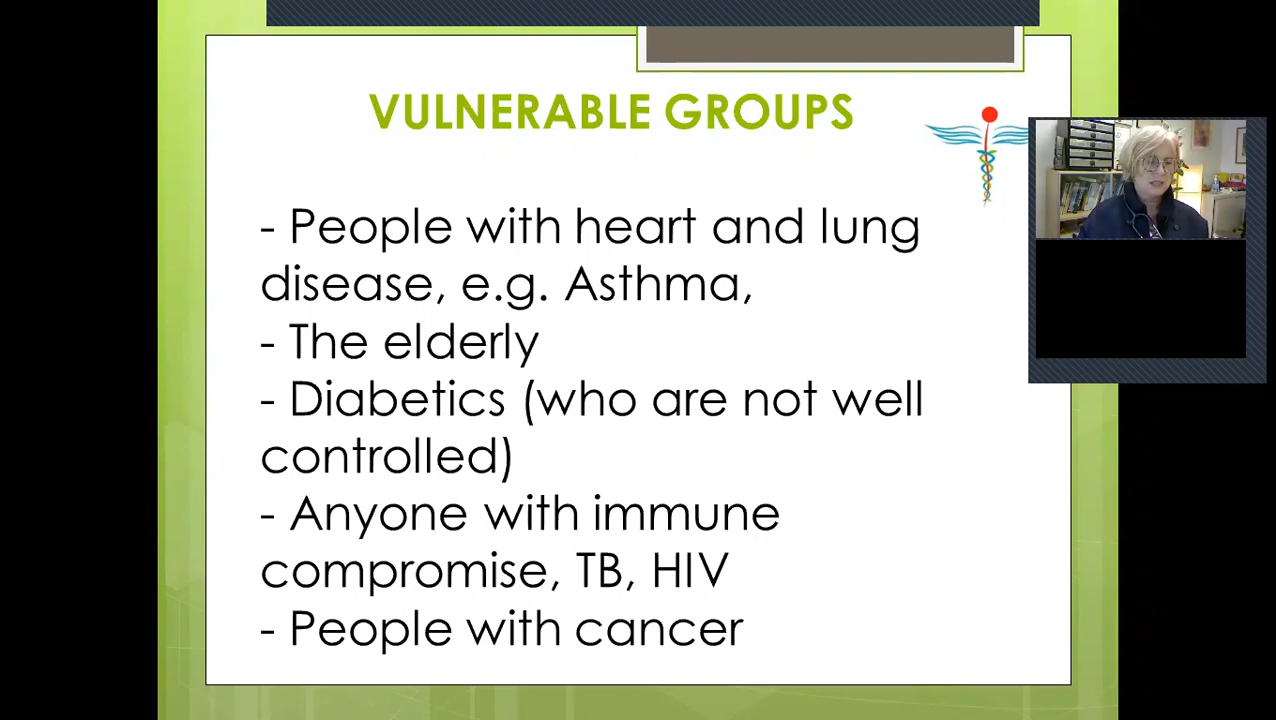 VULNERABLE GROUPS
- People with heart and lung
disease, e.g. Asthma,
- The elderly
- Diabetics (who are not well
controlled)
- Anyone with immune
compromise, TB, HIV
- People with cancer